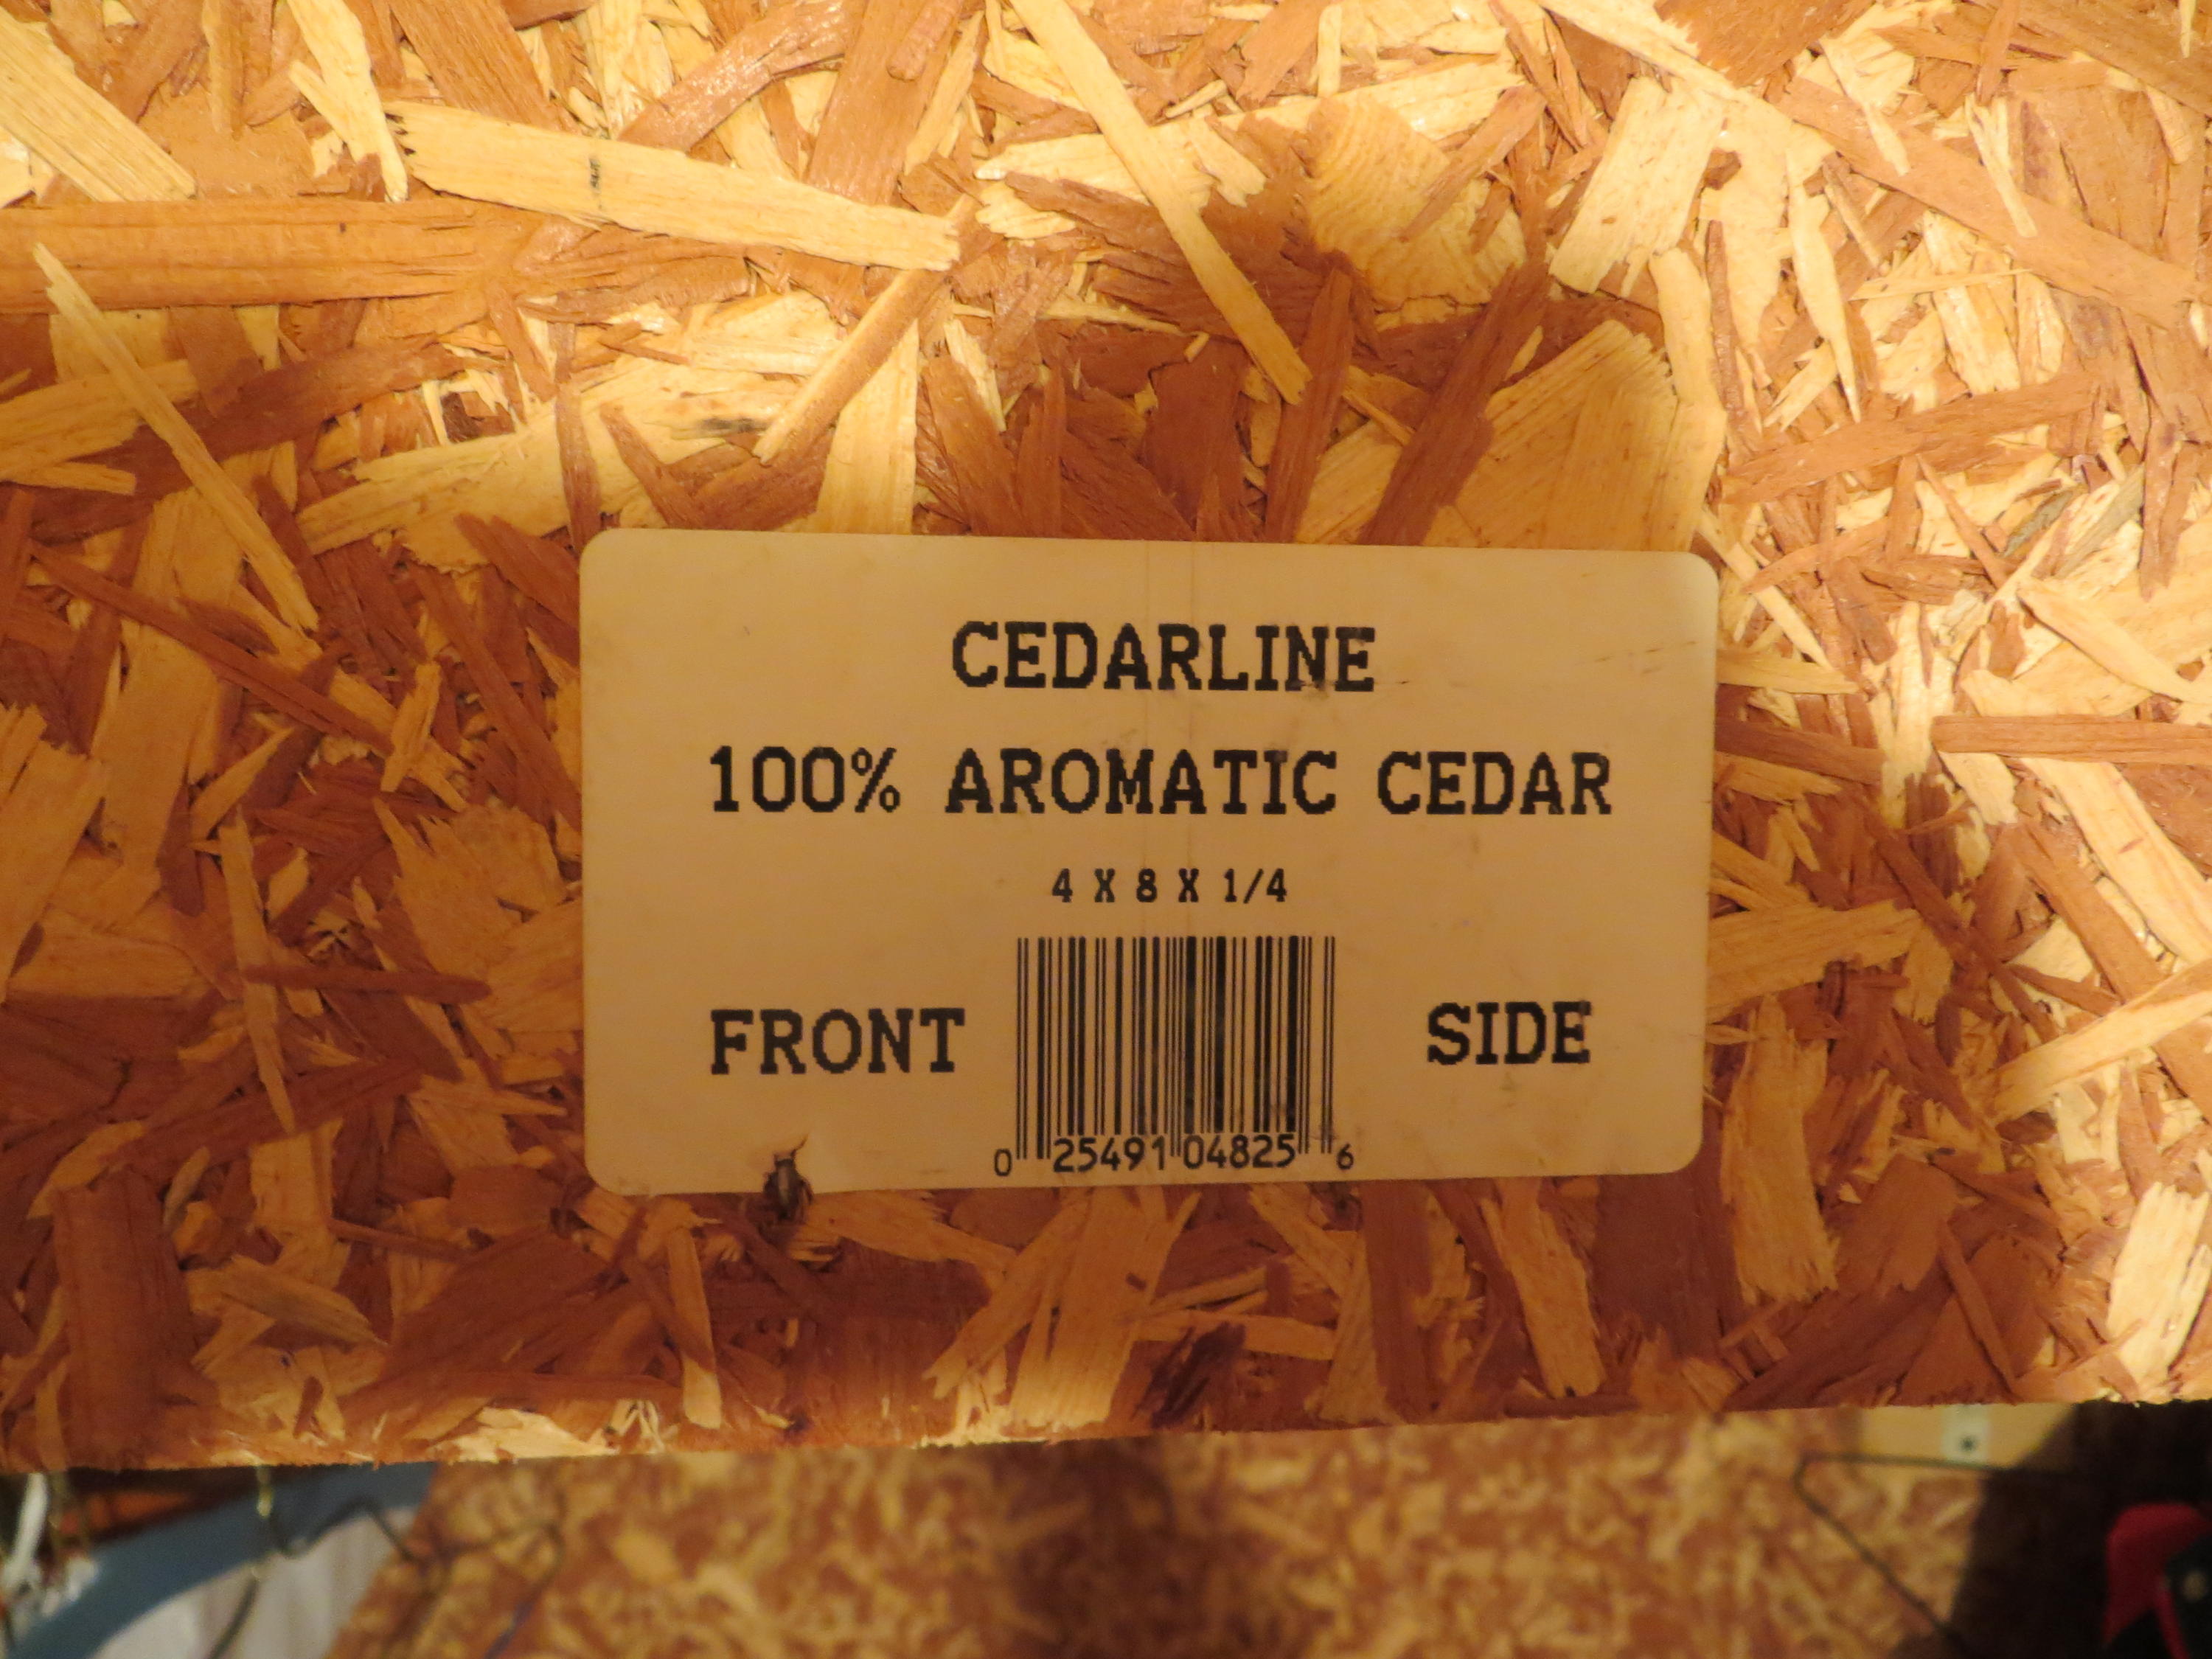 CEDARLINE
100% AROMATIC CEDAR
4 X 8 X 1/4
FRONT SIDE
0 25491 04825 6